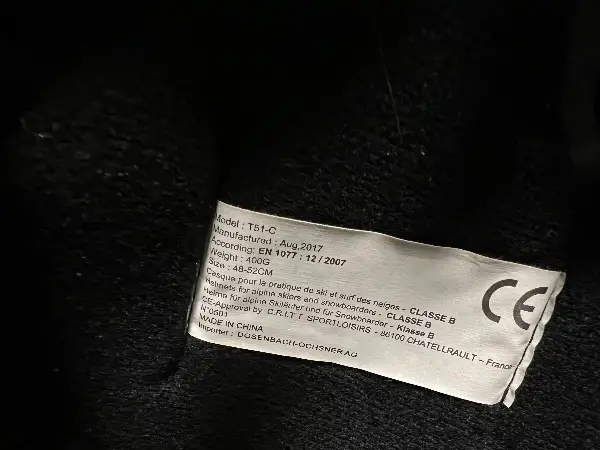 Model : T51-C
Manufactured : Aug,2017
According: EN 1077 : 12 / 2007
Weight : 400G
Size : 48-52CM
Casque pour la pratique de ski et surf des neiges - CLASSE B
Helmets for alpine skiers and snowboarders - CLASSE B
Helme für alpine Skiläufer und für Snowboarder - Klasse B
CE-Approval by C.R.I.T.T SPORTLOISIRS - 86100 CHATELLRAULT – France
N°0501
MADE IN CHINA
Importer : DOSENBACH-OCHSNER AG
CE